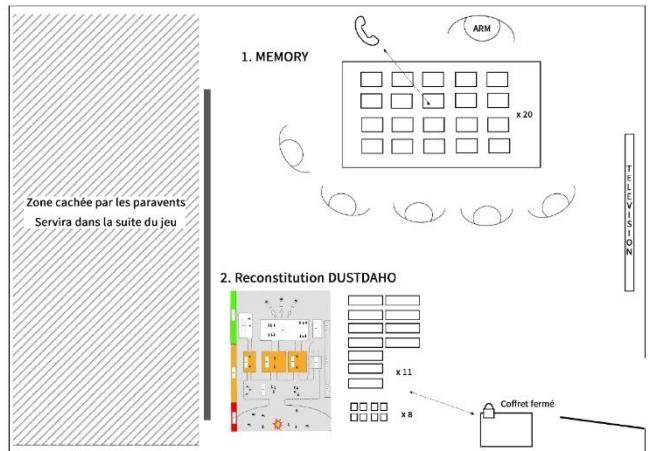 ARM
1. MEMORY
x 20
Zone cachée par les paravents
Servira dans la suite du jeu
TELEVISION
2. Reconstitution DUSTDAHO
x 11
Coffret fermé
x 8